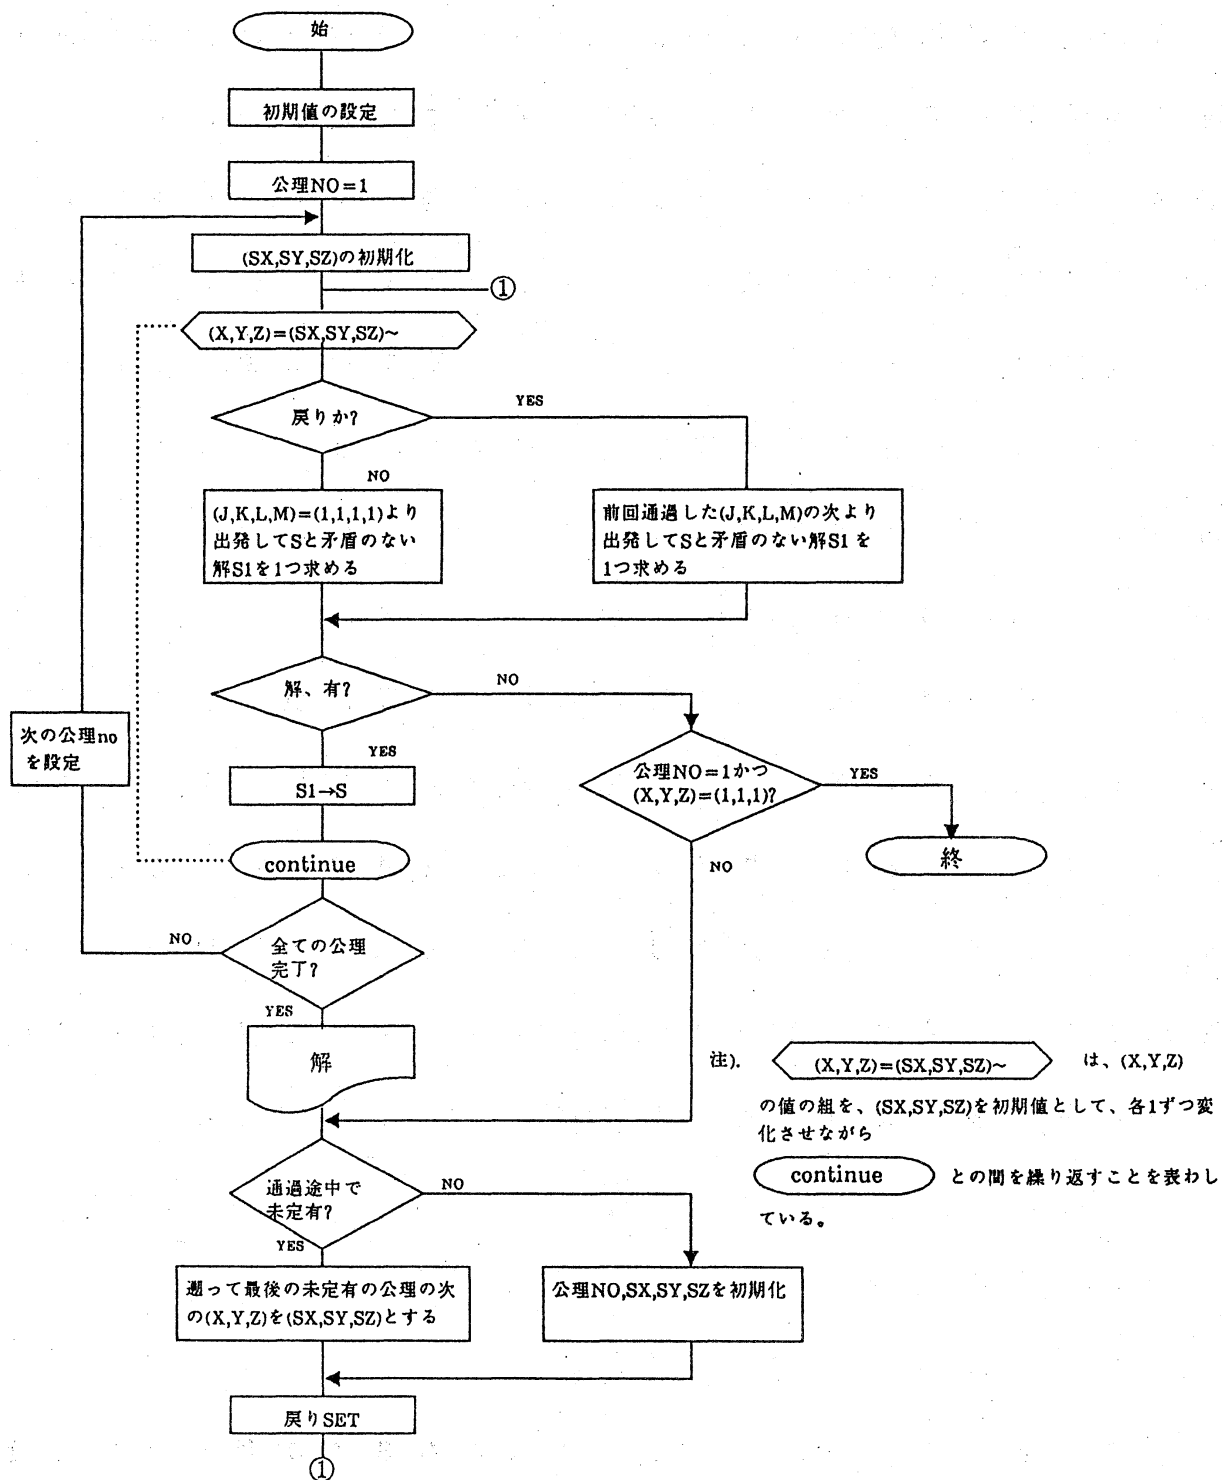 始
初期値の設定
公理NO=1
(SX,SY,SZ)の初期化
①
(X,Y,Z)=(SX,SY,SZ)~
戻りか?
YES
NO
(J,K,L,M)=(1,1,1,1)より
出発してSと矛盾のない
解S1を1つ求める
前回通過した(J,K,L,M)の次より
出発してSと矛盾のない解S1を
1つ求める
解、有?
NO
YES
次の公理no
を設定
S1→S
公理NO=1かつ
(X,Y,Z)=(1,1,1)?
YES
NO
continue
終
全ての公理
完了?
NO
YES
解
注). (X,Y,Z)=(SX,SY,SZ)~ は、(X,Y,Z)
の値の組を、(SX,SY,SZ)を初期値として、各1ずつ変
化させながら
continue との間を繰り返すことを表わし
ている。
通過途中で
未定有?
NO
YES
遡って最後の未定有の公理の次
の(X,Y,Z)を(SX,SY,SZ)とする
公理NO,SX,SY,SZを初期化
戻りSET
①